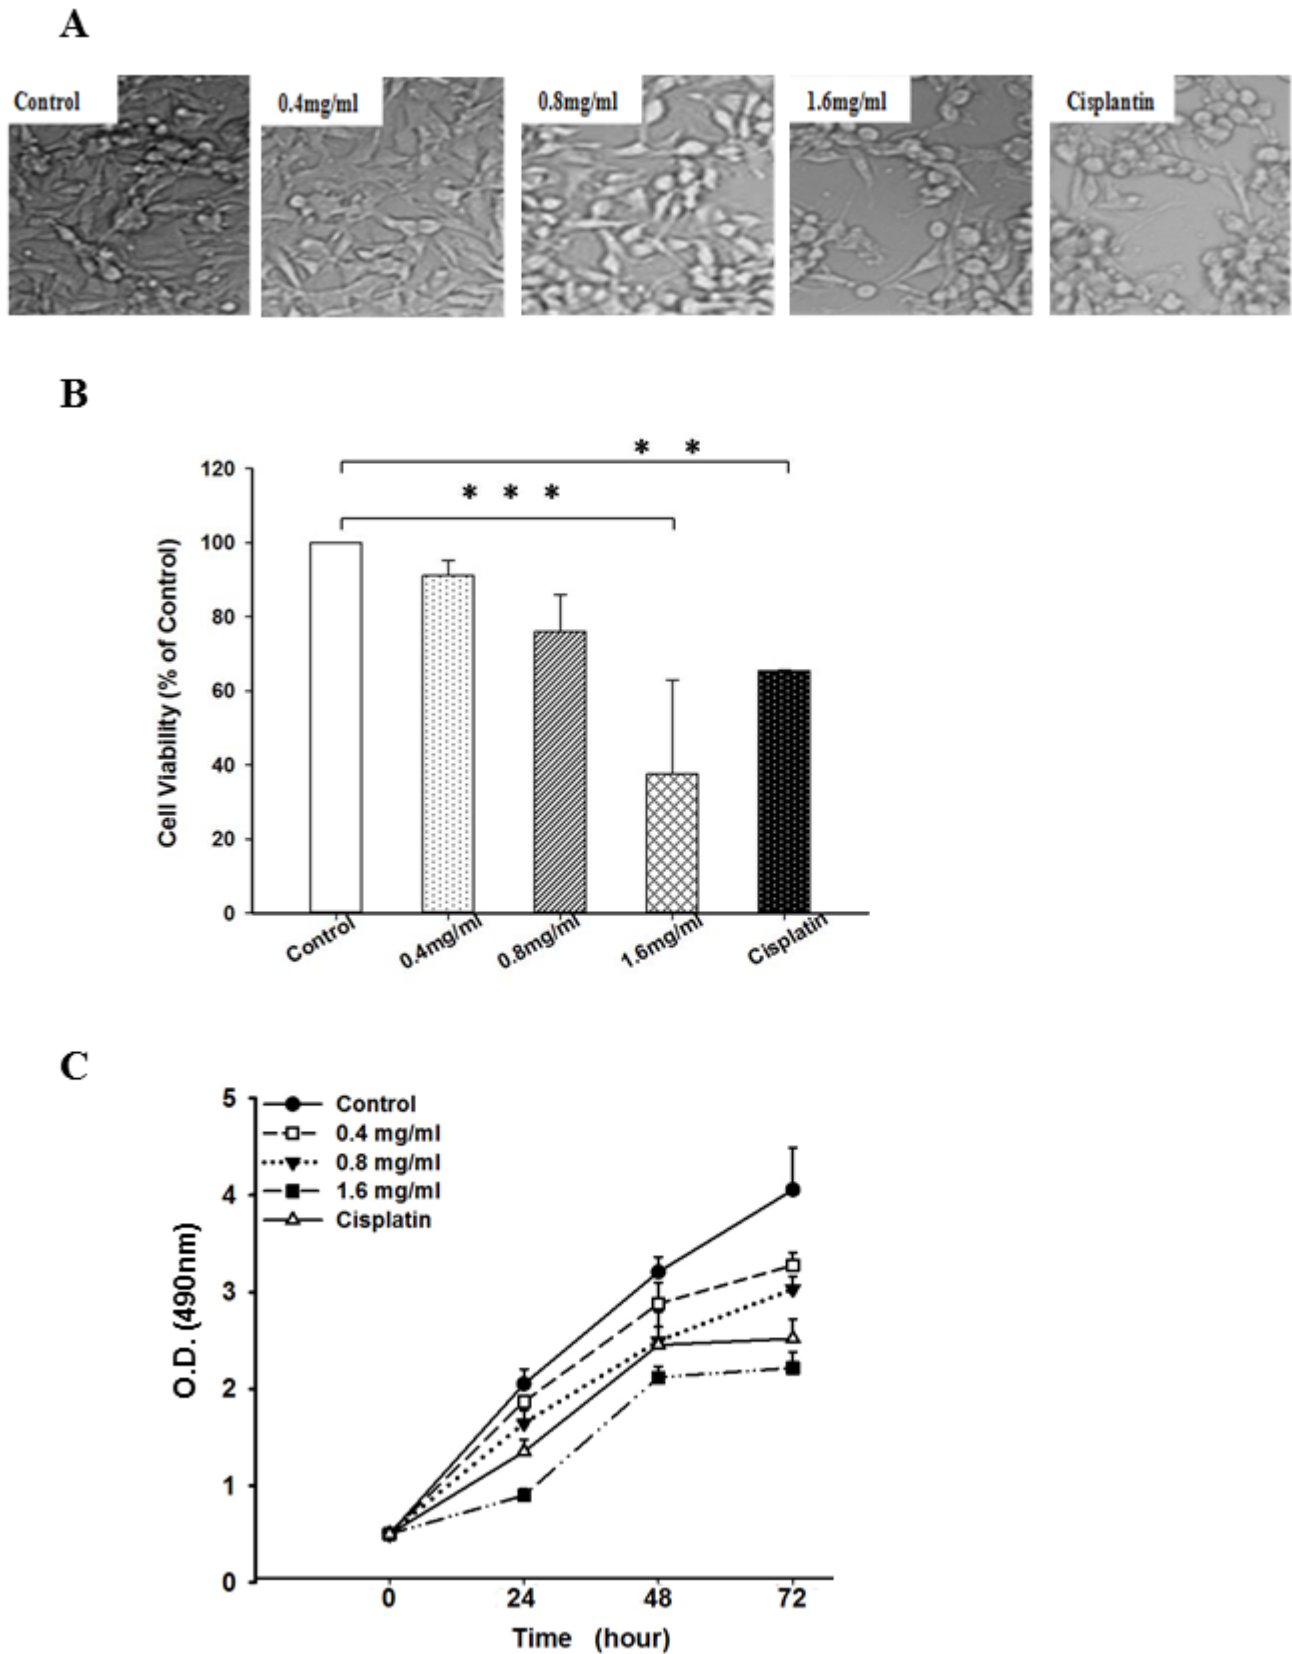 A
Control
0.4mg/ml
0.8mg/ml
1.6mg/ml
Cisplantin
B
* *
* * *
120
100
80
60
40
20
0
Cell Viability (% of Control)
Control
0.4mg/ml
0.8mg/ml
1.6mg/ml
Cisplatin
C
5
4
3
2
1
0
O.D. (490nm)
Control
0.4 mg/ml
0.8 mg/ml
1.6 mg/ml
Cisplatin
0
24
48
72
Time (hour)